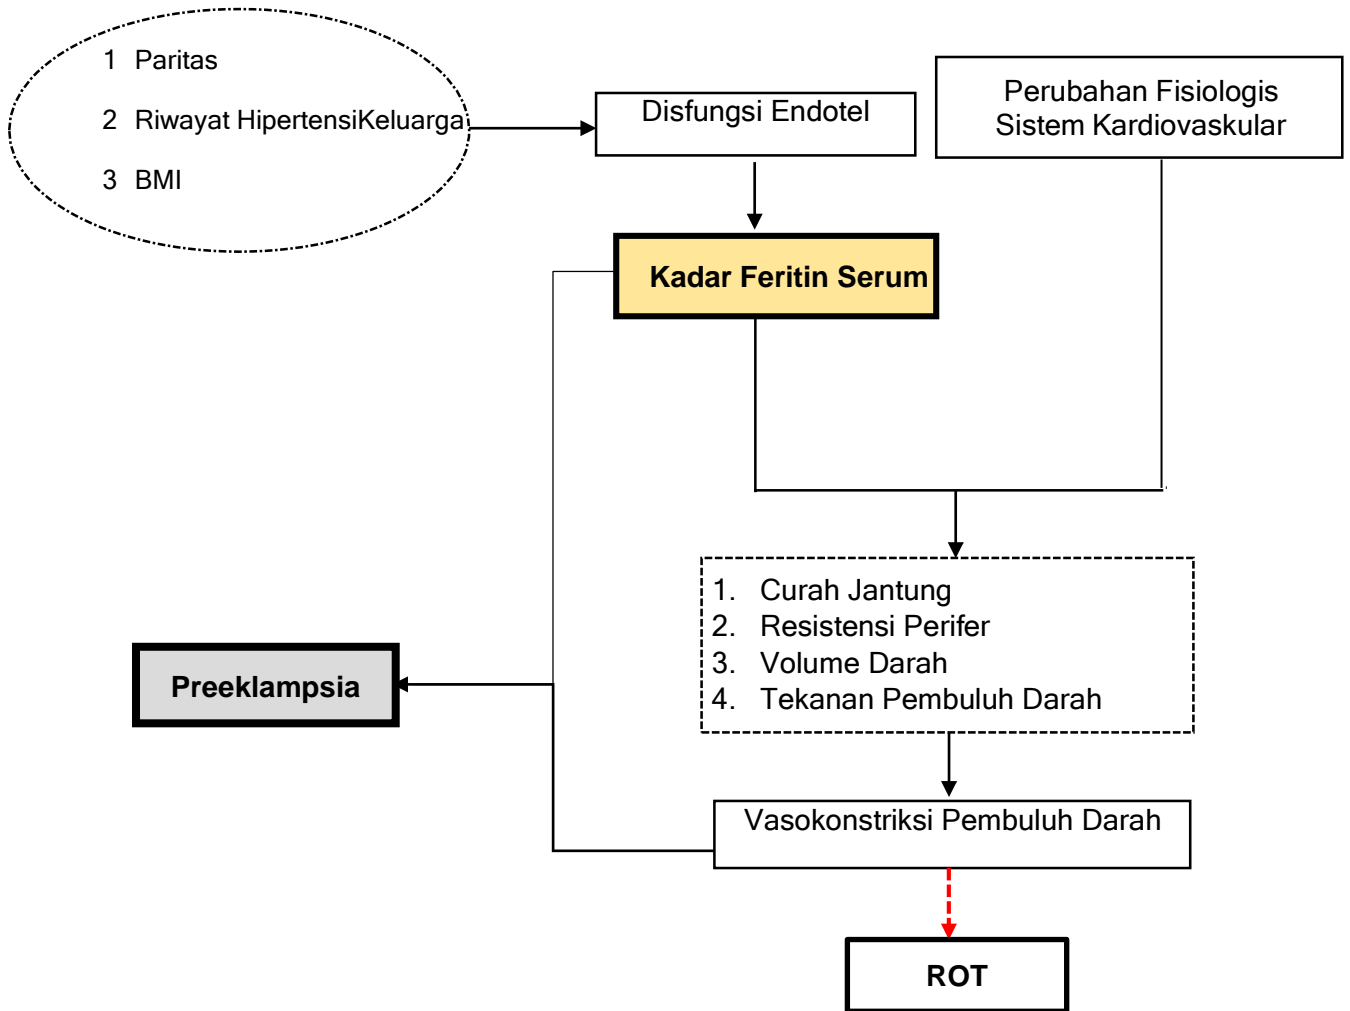 1 Paritas
2 Riwayat HipertensiKeluarga
3 BMI
Disfungsi Endotel
Perubahan Fisiologis
Sistem Kardiovaskular
Kadar Feritin Serum
1. Curah Jantung
2. Resistensi Perifer
3. Volume Darah
4. Tekanan Pembuluh Darah
Preeklampsia
Vasokonstriksi Pembuluh Darah
ROT